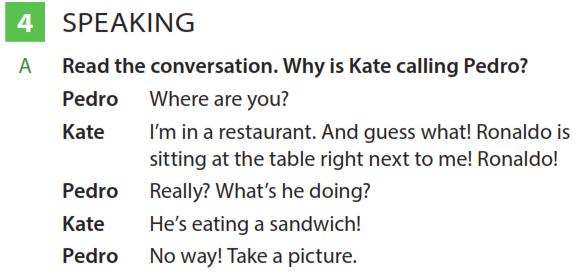 4 SPEAKING
A Read the conversation. Why is Kate calling Pedro?
Pedro Where are you?
Kate I’m in a restaurant. And guess what! Ronaldo is
sitting at the table right next to me! Ronaldo!
Pedro Really? What’s he doing?
Kate He’s eating a sandwich!
Pedro No way! Take a picture.